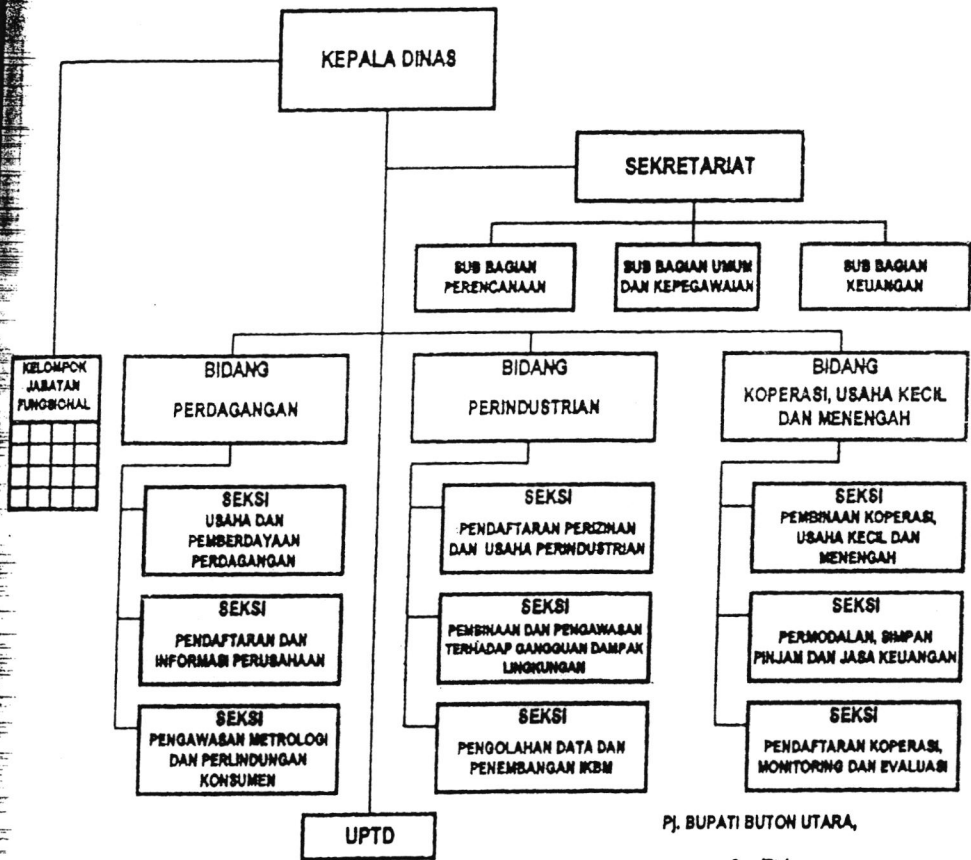 KEPALA DINAS
SEKRETARIAT
SUB BAGIAN
PERENCANAAN
SUB BAGIAN UMUM
DAN KEPEGAWAIAN
SUB BAGIAN
KEUANGAN
KELOMPOK
JABATAN
FUNGSIONAL
BIDANG
PERDAGANGAN
BIDANG
PERINDUSTRIAN
BIDANG
KOPERASI, USAHA KECIL
DAN MENENGAH
SEKSI
USAHA DAN
PEMBERDAYAAN
PERDAGANGAN
SEKSI
PENDAFTARAN PERIZINAN
DAN USAHA PERINDUSTRIAN
SEKSI
PEMBINAAN KOPERASI,
USAHA KECIL DAN
MENENGAH
SEKSI
PENDAFTARAN DAN
INFORMASI PERUSAHAAN
SEKSI
PEMBINAAN DAN PENGAWASAN
TERHADAP GANGGUAN DAMPAK
LINGKUNGAN
SEKSI
PERMODALAN, SIMPAN
PINJAM DAN JASA KEUANGAN
SEKSI
PENGAWASAN METROLOGI
DAN PERLINDUNGAN
KONSUMEN
SEKSI
PENGOLAHAN DATA DAN
PENEMBANGAN IKBM
SEKSI
PENDAFTARAN KOPERASI,
MONITORING DAN EVALUASI
UPTD
Pj. BUPATI BUTON UTARA,